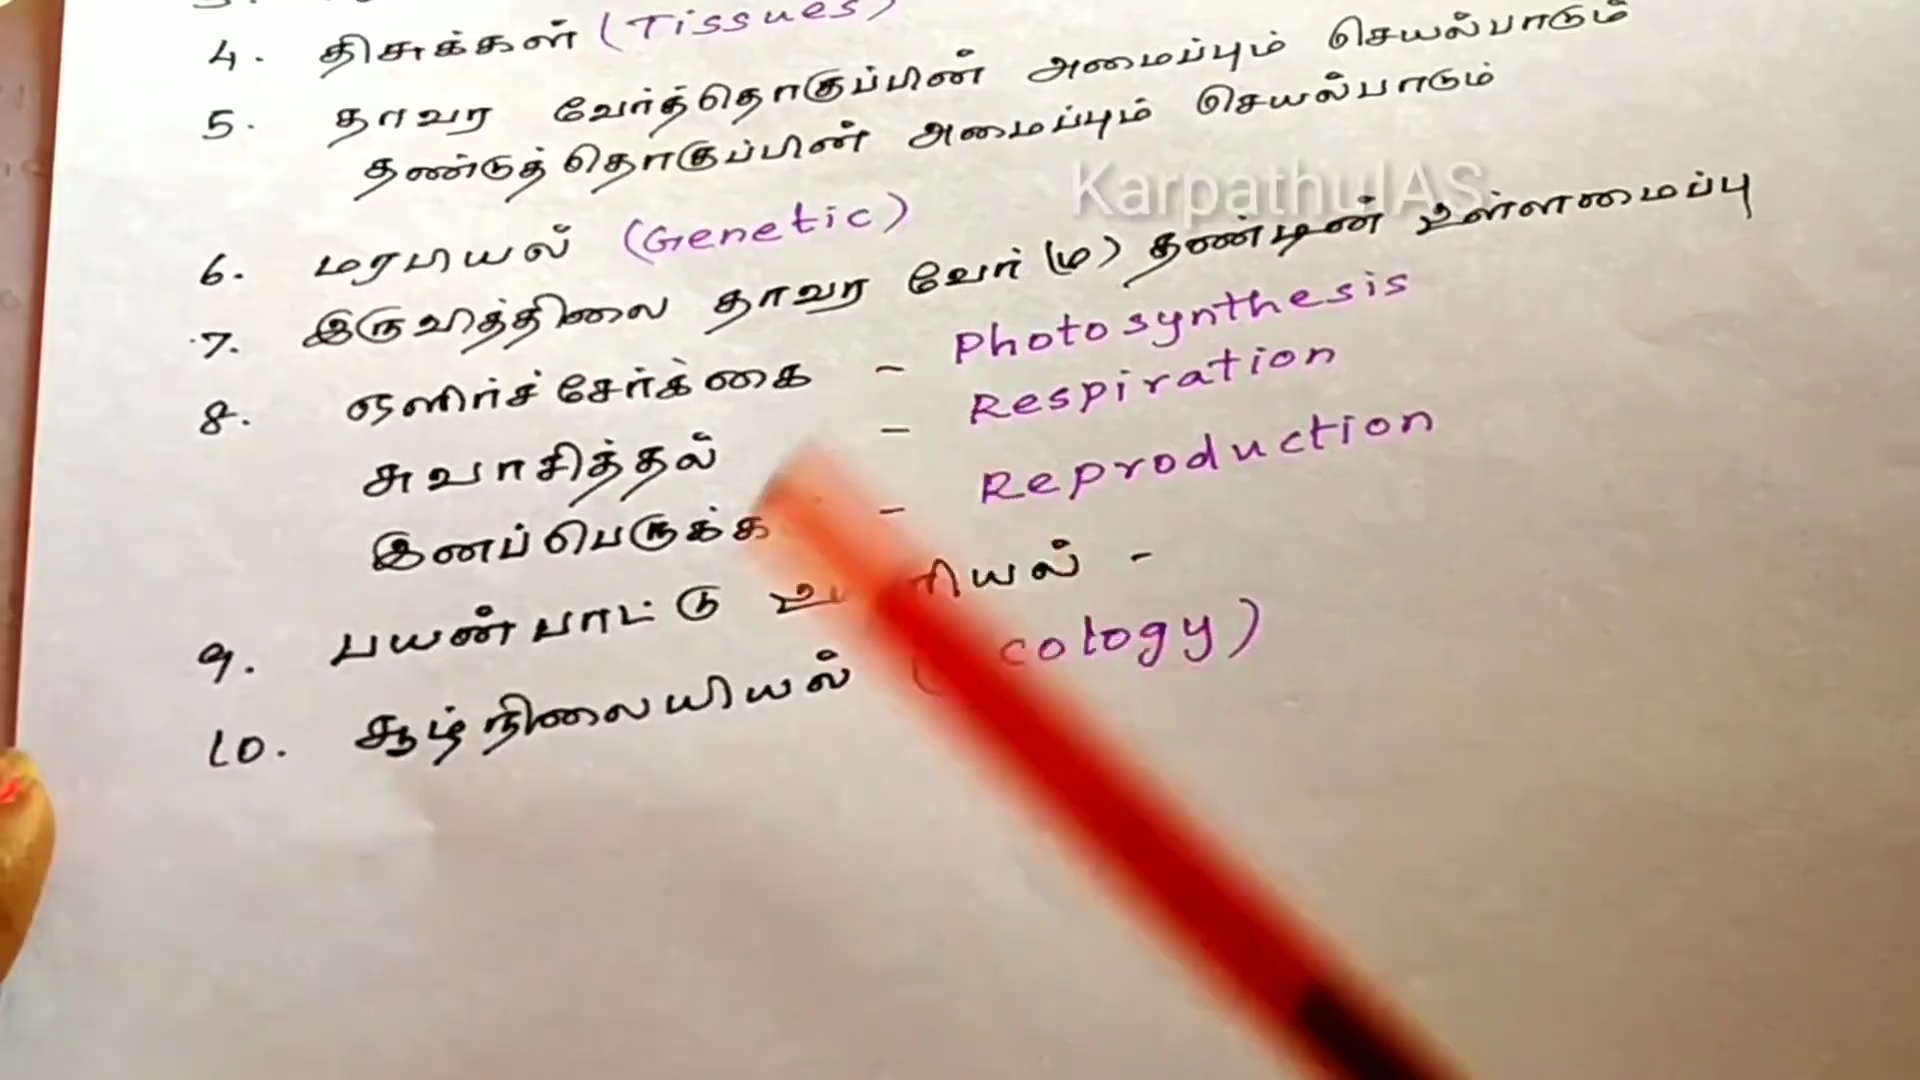 4. திசுக்கள் (Tissues)
5. தாவர வேர்த்தொகுப்பின் அமைப்பும் செயல்பாடும்
தண்டுத் தொகுப்பின் அமைப்பும் செயல்பாடும்
KarpathuIAS
6. மரபியல் (Genetic)
7. இருவித்திலை தாவர வேர் (ம) தண்டின் உள்ளமைப்பு
8. ஒளிர்ச்சேர்க்கை - Photosynthesis
சுவாசித்தல் - Respiration
இனப்பெருக்க - Reproduction
9. பயன்பாட்டு -
10. சூழ்நிலையியல் ( cology)